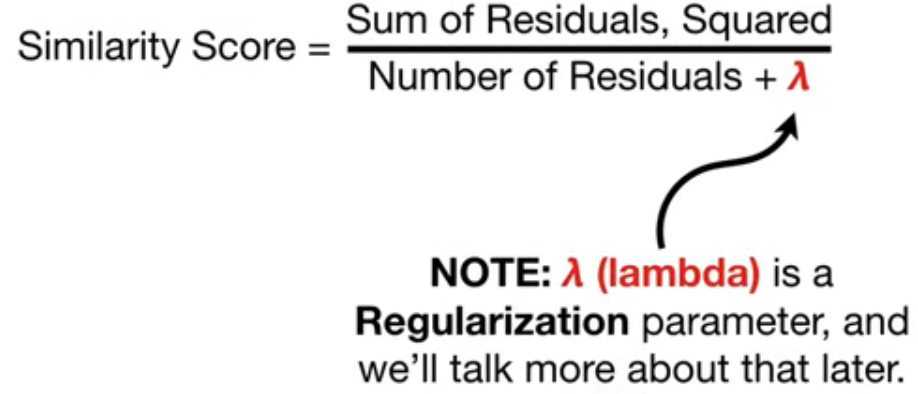 Similarity Score = Sum of Residuals, Squared
Number of Residuals + λ
NOTE: λ (lambda) is a
Regularization parameter, and
we'll talk more about that later.